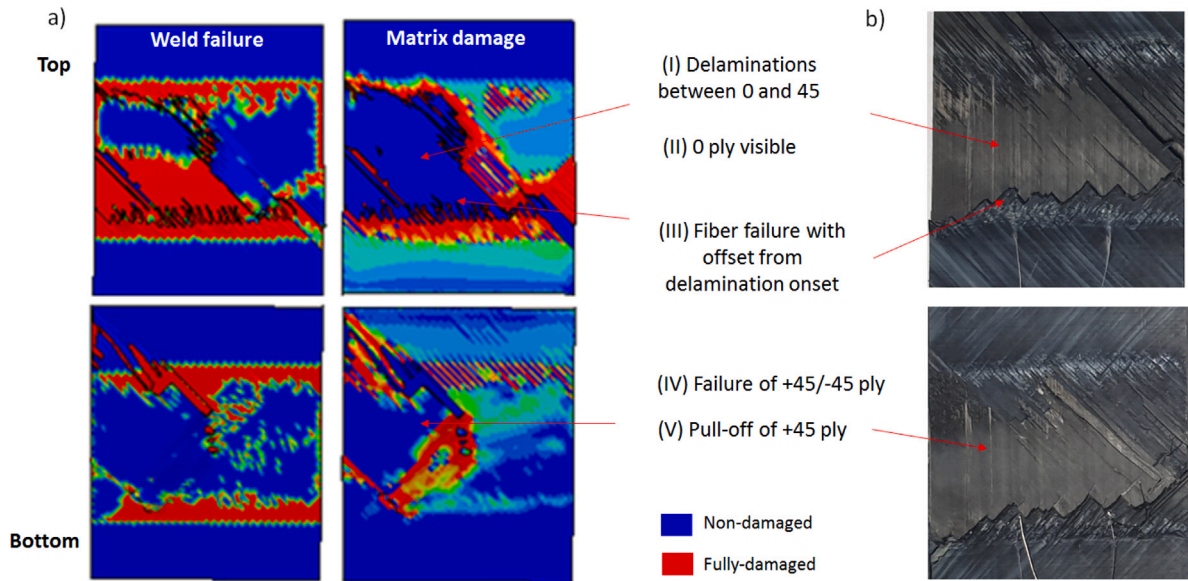 a)
b)
Weld failure
Matrix damage
Top
(I) Delaminations
between 0 and 45
(II) 0 ply visible
(III) Fiber failure with
offset from
delamination onset
(IV) Failure of +45/-45 ply
(V) Pull-off of +45 ply
Non-damaged
Bottom
Fully-damaged